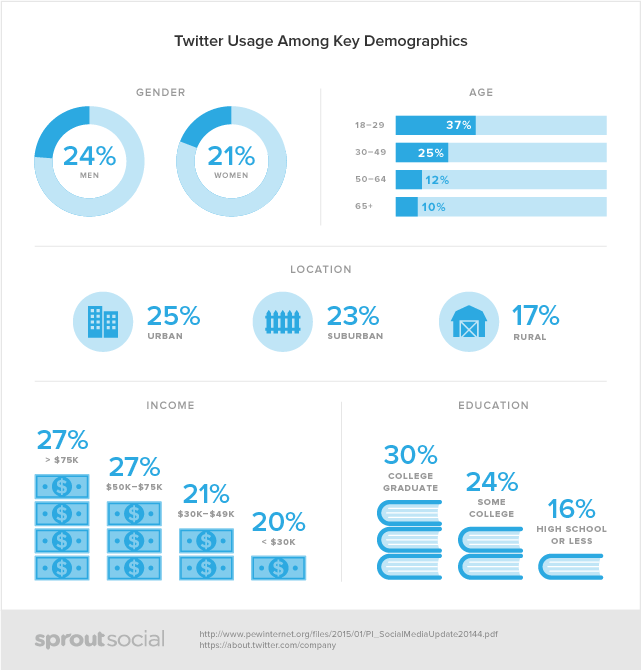 Twitter Usage Among Key Demographics
GENDER
24%
MEN
21%
WOMEN
AGE
18–29
37%
30–49
25%
50–64
12%
65+
10%
LOCATION
25%
URBAN
23%
SUBURBAN
17%
RURAL
INCOME
27%
> $75K
27%
$50K–$75K
21%
$30K–$49K
20%
< $30K
$
$
$
$
$
$
$
$
$
$
EDUCATION
30%
COLLEGE
GRADUATE
24%
SOME
COLLEGE
16%
HIGH SCHOOL
OR LESS
sproutsocial
http://www.pewinternet.org/files/2015/01/PI_SocialMediaUpdate20144.pdf
https://about.twitter.com/company